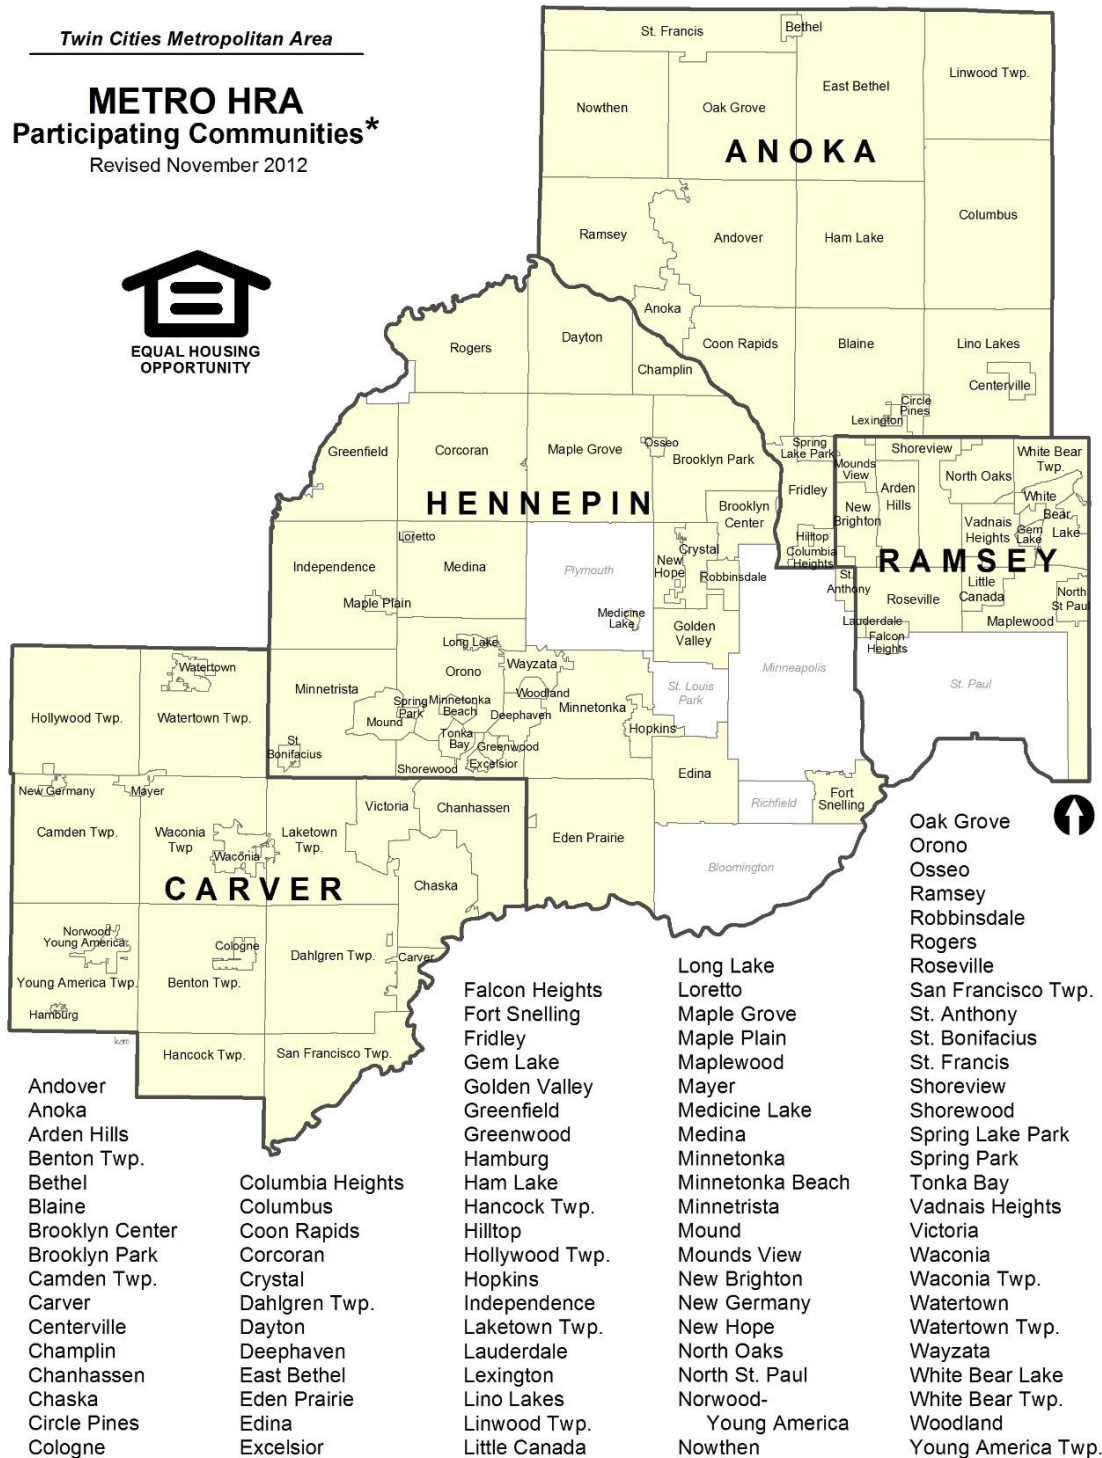 Twin Cities Metropolitan Area
METRO HRA
Participating Communities*
Revised November 2012
EQUAL HOUSING
OPPORTUNITY
St. Francis
Bethel
Linwood Twp.
East Bethel
Nowthen
Oak Grove
ANOKA
Columbus
Ramsey
Andover
Ham Lake
Anoka
Dayton
Coon Rapids
Blaine
Lino Lakes
Rogers
Champlin
Centerville
Circle
Pines
Lexington
Greenfield
Corcoran
Maple Grove
Osseo
Brooklyn Park
Spring
Lake Park
Shoreview
White Bear
Twp.
Mounds
View
North Oaks
Fridley
Arden
Hills
White
Bear
Lake
HENNEPIN
Brooklyn
Center
New
Brighton
Vadnais
Heights
Gem
Lake
Hilltop
Columbia
Heights
RAMSEY
Loretto
Crystal
New
Hope
Independence
Medina
Plymouth
Robbinsdale
St.
Anthony
Little
Canada
North
St Paul
Roseville
Maple Plain
Medicine
Lake
Golden
Valley
Lauderdale
Falcon
Heights
Maplewood
Long Lake
Orono
Wayzata
Minneapolis
Watertown
Minnetrista
Woodland
St. Louis
Park
St. Paul
Hollywood Twp.
Watertown Twp.
Spring
Park
Minnetonka
Beach
Deephaven
Minnetonka
Mound
Hopkins
Tonka
Bay
Greenwood
St
Bonifacius
Shorewood
Excelsior
Edina
New Germany
Mayer
Victoria
Chanhassen
Richfield
Fort
Snelling
Camden Twp.
Waconia
Twp
Laketown
Twp.
Eden Prairie
Waconia
Bloomington
CARVER
Chaska
Norwood
Young America
Cologne
Dahlgren Twp.
Carver
Young America Twp.
Benton Twp.
Hamburg
kam
Hancock Twp.
San Francisco Twp.
Andover
Anoka
Arden Hills
Benton Twp.
Bethel
Blaine
Brooklyn Center
Brooklyn Park
Camden Twp.
Carver
Centerville
Champlin
Chanhassen
Chaska
Circle Pines
Cologne
Columbia Heights
Columbus
Coon Rapids
Corcoran
Crystal
Dahlgren Twp.
Dayton
Deephaven
East Bethel
Eden Prairie
Edina
Excelsior
Falcon Heights
Fort Snelling
Fridley
Gem Lake
Golden Valley
Greenfield
Greenwood
Hamburg
Ham Lake
Hancock Twp.
Hilltop
Hollywood Twp.
Hopkins
Independence
Laketown Twp.
Lauderdale
Lexington
Lino Lakes
Linwood Twp.
Little Canada
Long Lake
Loretto
Maple Grove
Maple Plain
Maplewood
Mayer
Medicine Lake
Medina
Minnetonka
Minnetonka Beach
Minnetrista
Mound
Mounds View
New Brighton
New Germany
New Hope
North Oaks
North St. Paul
Norwood-
Young America
Nowthen
Oak Grove
Orono
Osseo
Ramsey
Robbinsdale
Rogers
Roseville
San Francisco Twp.
St. Anthony
St. Bonifacius
St. Francis
Shoreview
Shorewood
Spring Lake Park
Spring Park
Tonka Bay
Vadnais Heights
Victoria
Waconia
Waconia Twp.
Watertown
Watertown Twp.
Wayzata
White Bear Lake
White Bear Twp.
Woodland
Young America Twp.